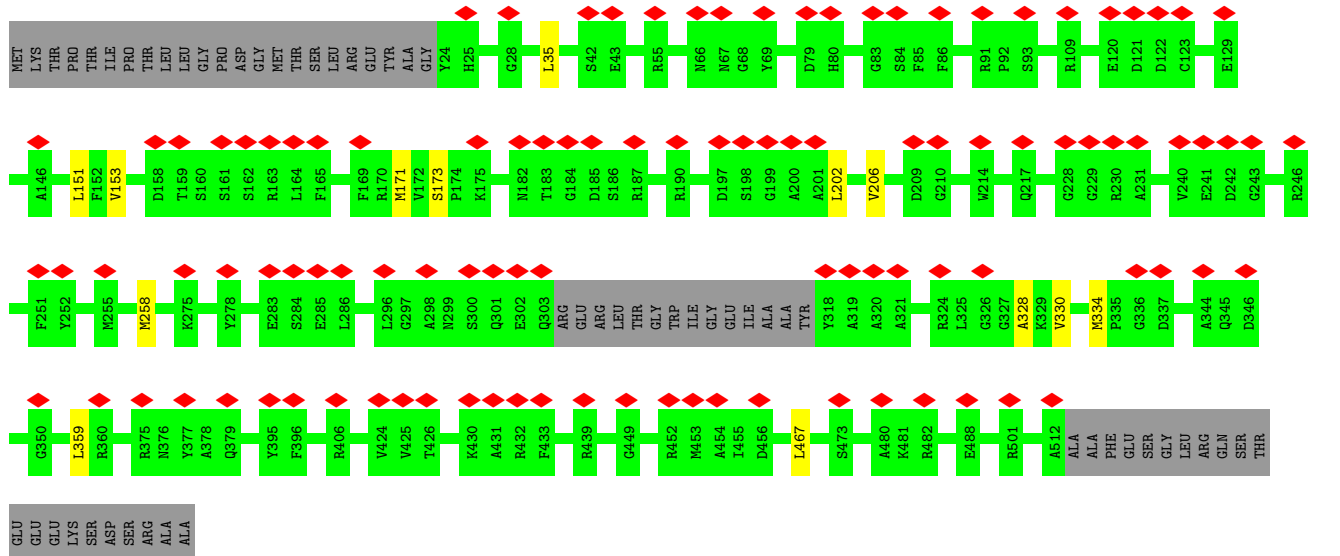 MET LYS THR PRO THR ILE PRO THR LEU LEU GLY PRO ASP GLY MET THR SER LEU ARG GLU TYR ALA GLY Y24 H25 G28 L35 S42 E43 R55 N66 N67 G68 Y69 D79 H80 G83 S84 F85 F86 R91 P92 S93 R109 E120 D121 D122 C123 E129
A146 L151 F152 V153 D158 T159 S160 S161 S162 R163 L164 F165 F169 R170 M171 V172 S173 P174 K175 N182 T183 G184 D185 S186 R187 R190 D197 S198 G199 A200 A201 L202 V206 D209 G210 W214 Q217 G228 G229 R230 A231 V240 E241 D242 G243 R246
F251 Y252 M255 M258 K275 Y278 E283 S284 E285 L286 L296 G297 A298 N299 S300 Q301 E302 Q303 ARG GLU ARG LEU THR GLY TRP ILE GLY GLU ILE ALA ALA TYR Y318 A319 A320 A321 R324 L325 G326 G327 A328 K329 V330 M334 P335 G336 D337 A344 Q345 D346
G350 L359 R360 R375 N376 Y377 A378 Q379 Y395 F396 R406 V424 V425 T426 K430 A431 R432 F433 R439 G449 R452 M453 A454 I455 D456 L467 S473 A480 K481 R482 E488 R501 A512 ALA ALA PHE GLU SER GLY LEU ARG GLN SER THR
GLU GLU GLU LYS SER ASP SER ARG ALA ALA